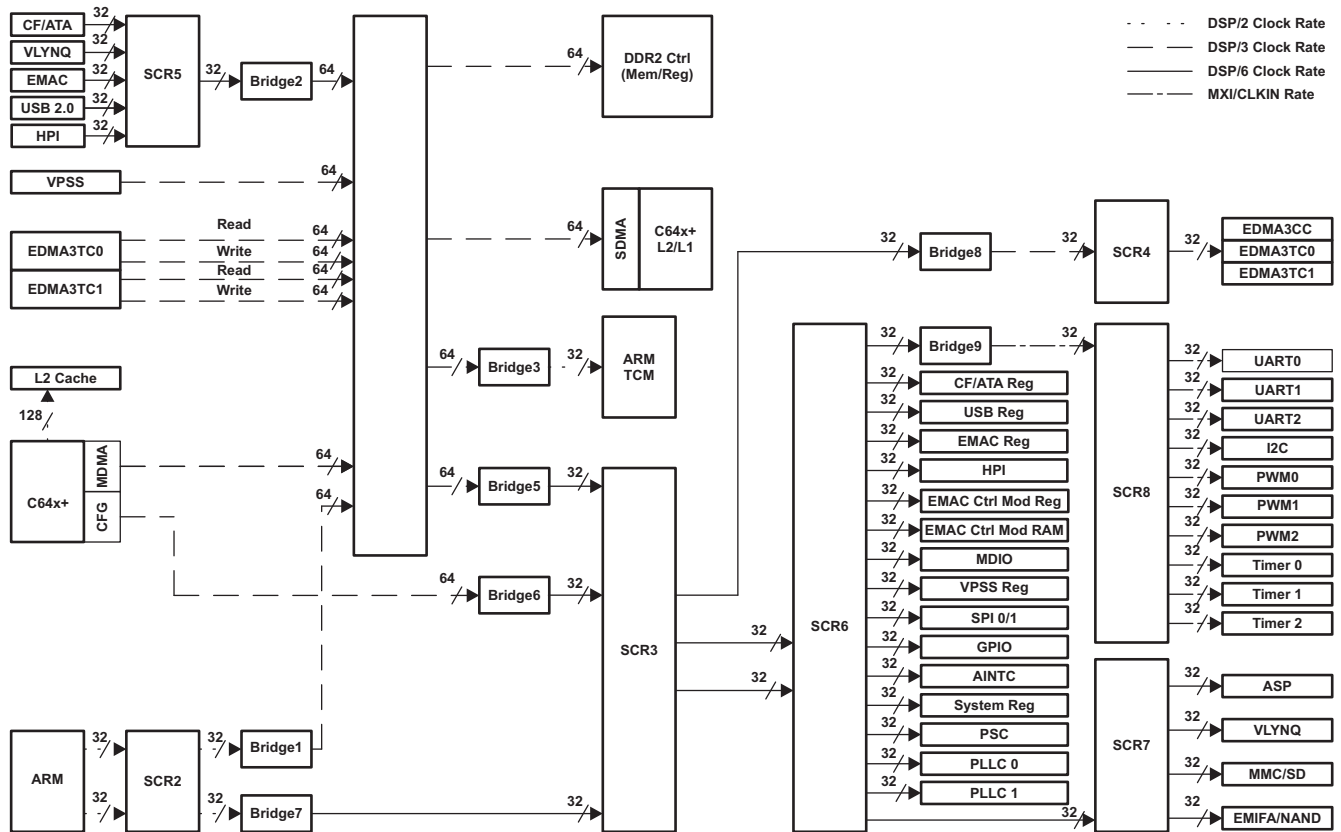 CF/ATA
32
VLYNQ
32
EMAC
32
USB 2.0
32
HPI
32
SCR5
32
Bridge2
64
DDR2 Ctrl
(Mem/Reg)
64
DSP/2 Clock Rate
DSP/3 Clock Rate
DSP/6 Clock Rate
MXI/CLKIN Rate
VPSS
64
EDMA3TC0
Read
64
Write
64
EDMA3TC1
Read
64
Write
64
64
SDMA
C64x+
L2/L1
32
Bridge8
32
SCR4
32
EDMA3CC
EDMA3TC0
EDMA3TC1
64
Bridge3
32
ARM
TCM
L2 Cache
128
C64x+
MDMA
CFG
64
64
64
Bridge5
32
64
Bridge6
32
SCR3
32
32
SCR6
32
Bridge9
32
32
CF/ATA Reg
32
USB Reg
32
EMAC Reg
32
HPI
32
EMAC Ctrl Mod Reg
32
EMAC Ctrl Mod RAM
32
MDIO
32
VPSS Reg
32
SPI 0/1
32
GPIO
32
AINTC
32
System Reg
32
PSC
32
PLLC 0
32
PLLC 1
32
SCR8
32
UART0
32
UART1
32
UART2
32
I2C
32
PWM0
32
PWM1
32
PWM2
32
Timer 0
32
Timer 1
32
Timer 2
SCR7
32
ASP
32
VLYNQ
32
MMC/SD
32
EMIFA/NAND
ARM
32
32
SCR2
32
Bridge1
32
Bridge7
32